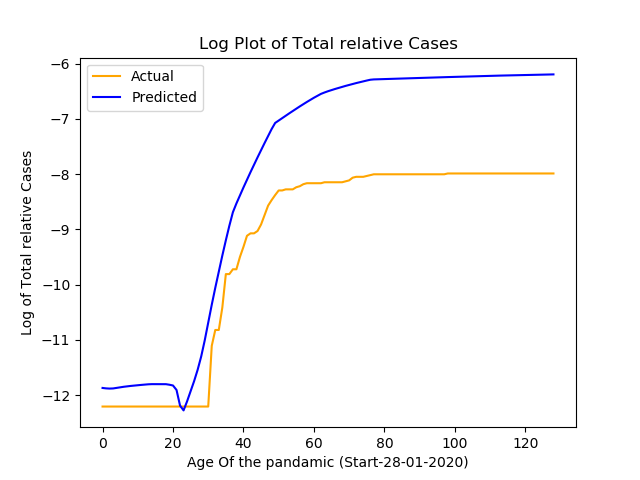 Log Plot of Total relative Cases
Actual
Predicted
Log of Total relative Cases
−6
−7
−8
−9
−10
−11
−12
0 20 40 60 80 100 120
Age Of the pandamic (Start-28-01-2020)